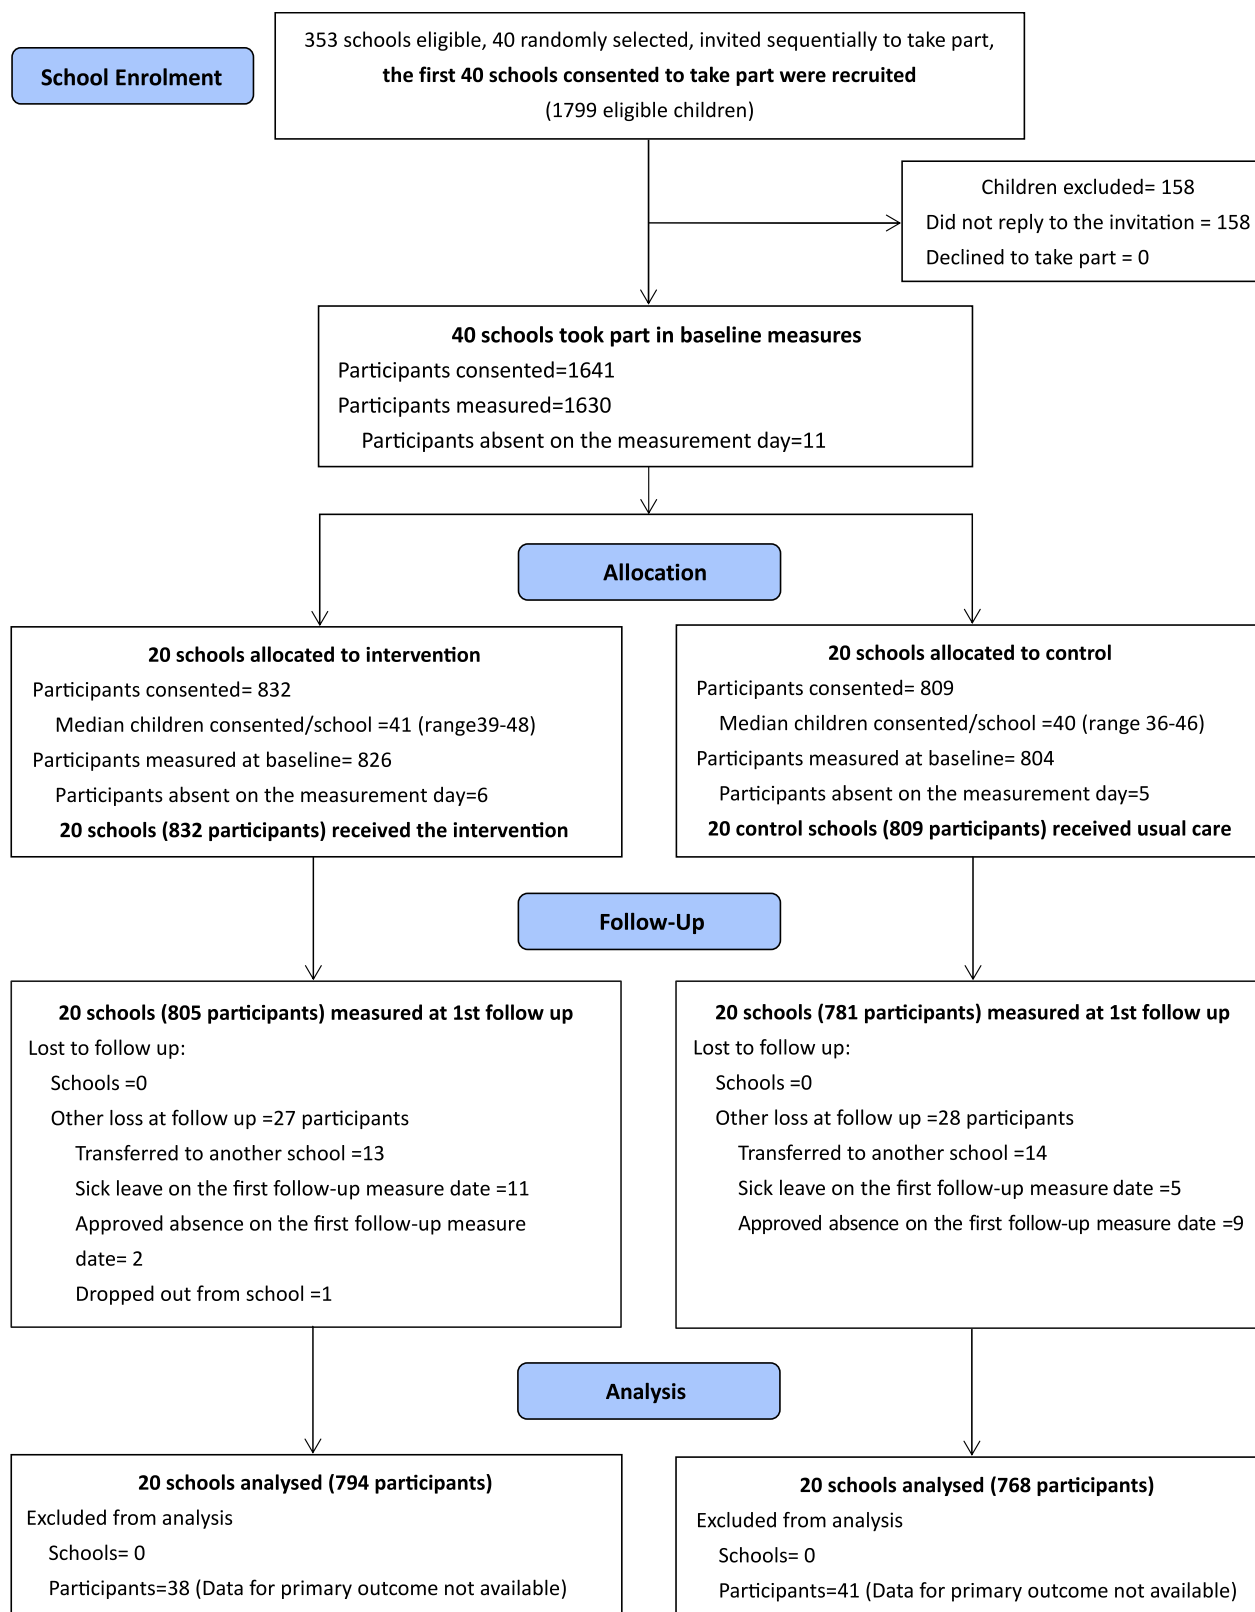 School Enrolment
353 schools eligible, 40 randomly selected, invited sequentially to take part,
the first 40 schools consented to take part were recruited
(1799 eligible children)
Children excluded= 158
Did not reply to the invitation = 158
Declined to take part = 0
40 schools took part in baseline measures
Participants consented=1641
Participants measured=1630
Participants absent on the measurement day=11
Allocation
20 schools allocated to intervention
Participants consented= 832
Median children consented/school =41 (range39-48)
Participants measured at baseline= 826
Participants absent on the measurement day=6
20 schools (832 participants) received the intervention
20 schools allocated to control
Participants consented= 809
Median children consented/school =40 (range 36-46)
Participants measured at baseline= 804
Participants absent on the measurement day=5
20 control schools (809 participants) received usual care
Follow-Up
20 schools (805 participants) measured at 1st follow up
Lost to follow up:
Schools =0
Other loss at follow up =27 participants
Transferred to another school =13
Sick leave on the first follow-up measure date =11
Approved absence on the first follow-up measure
date= 2
Dropped out from school =1
20 schools (781 participants) measured at 1st follow up
Lost to follow up:
Schools =0
Other loss at follow up =28 participants
Transferred to another school =14
Sick leave on the first follow-up measure date =5
Approved absence on the first follow-up measure date =9
Analysis
20 schools analysed (794 participants)
Excluded from analysis
Schools= 0
Participants=38 (Data for primary outcome not available)
20 schools analysed (768 participants)
Excluded from analysis
Schools= 0
Participants=41 (Data for primary outcome not available)